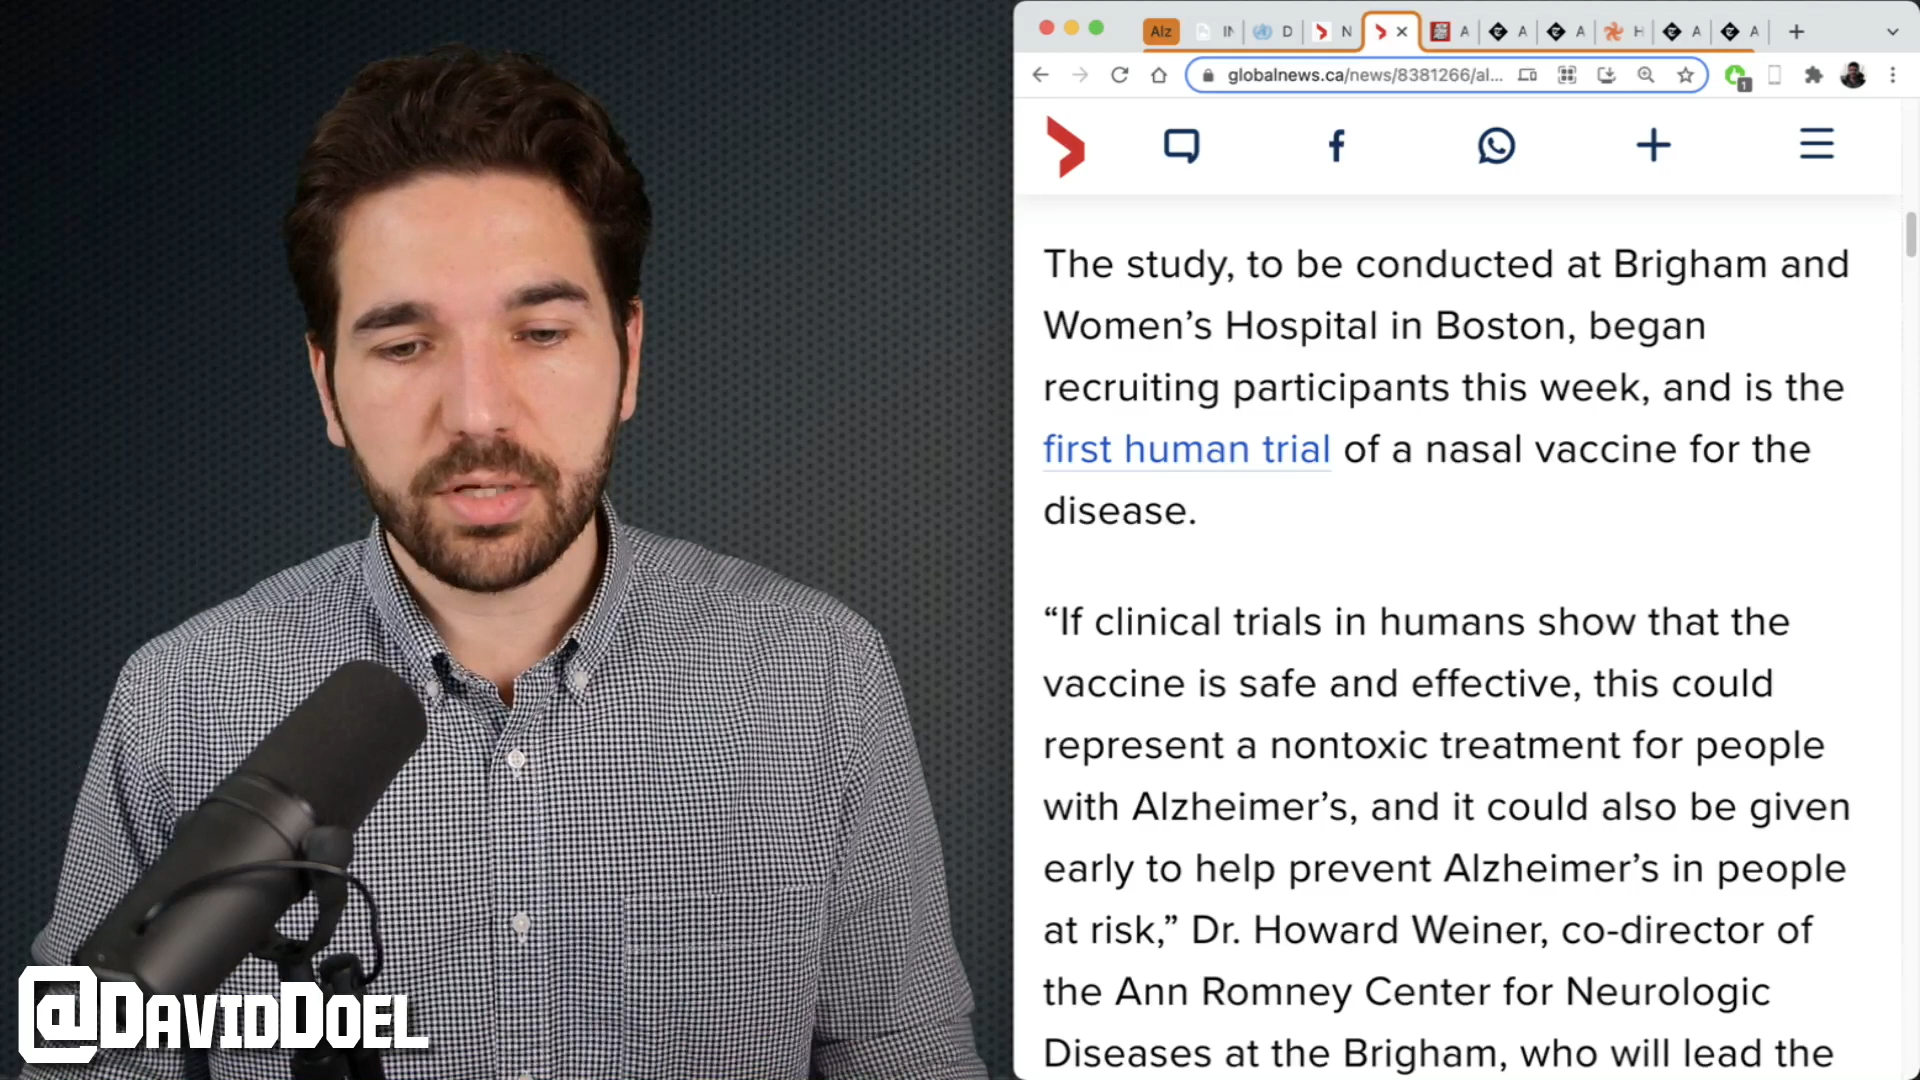 Alz
IN
D
N
A
A
A
H
A
A
globalnews.ca/news/8381266/al...
1
The study, to be conducted at Brigham and
Women’s Hospital in Boston, began
recruiting participants this week, and is the
first human trial of a nasal vaccine for the
disease.
“If clinical trials in humans show that the
vaccine is safe and effective, this could
represent a nontoxic treatment for people
with Alzheimer’s, and it could also be given
early to help prevent Alzheimer’s in people
at risk,” Dr. Howard Weiner, co-director of
the Ann Romney Center for Neurologic
Diseases at the Brigham, who will lead the
@DAVIDDOEL